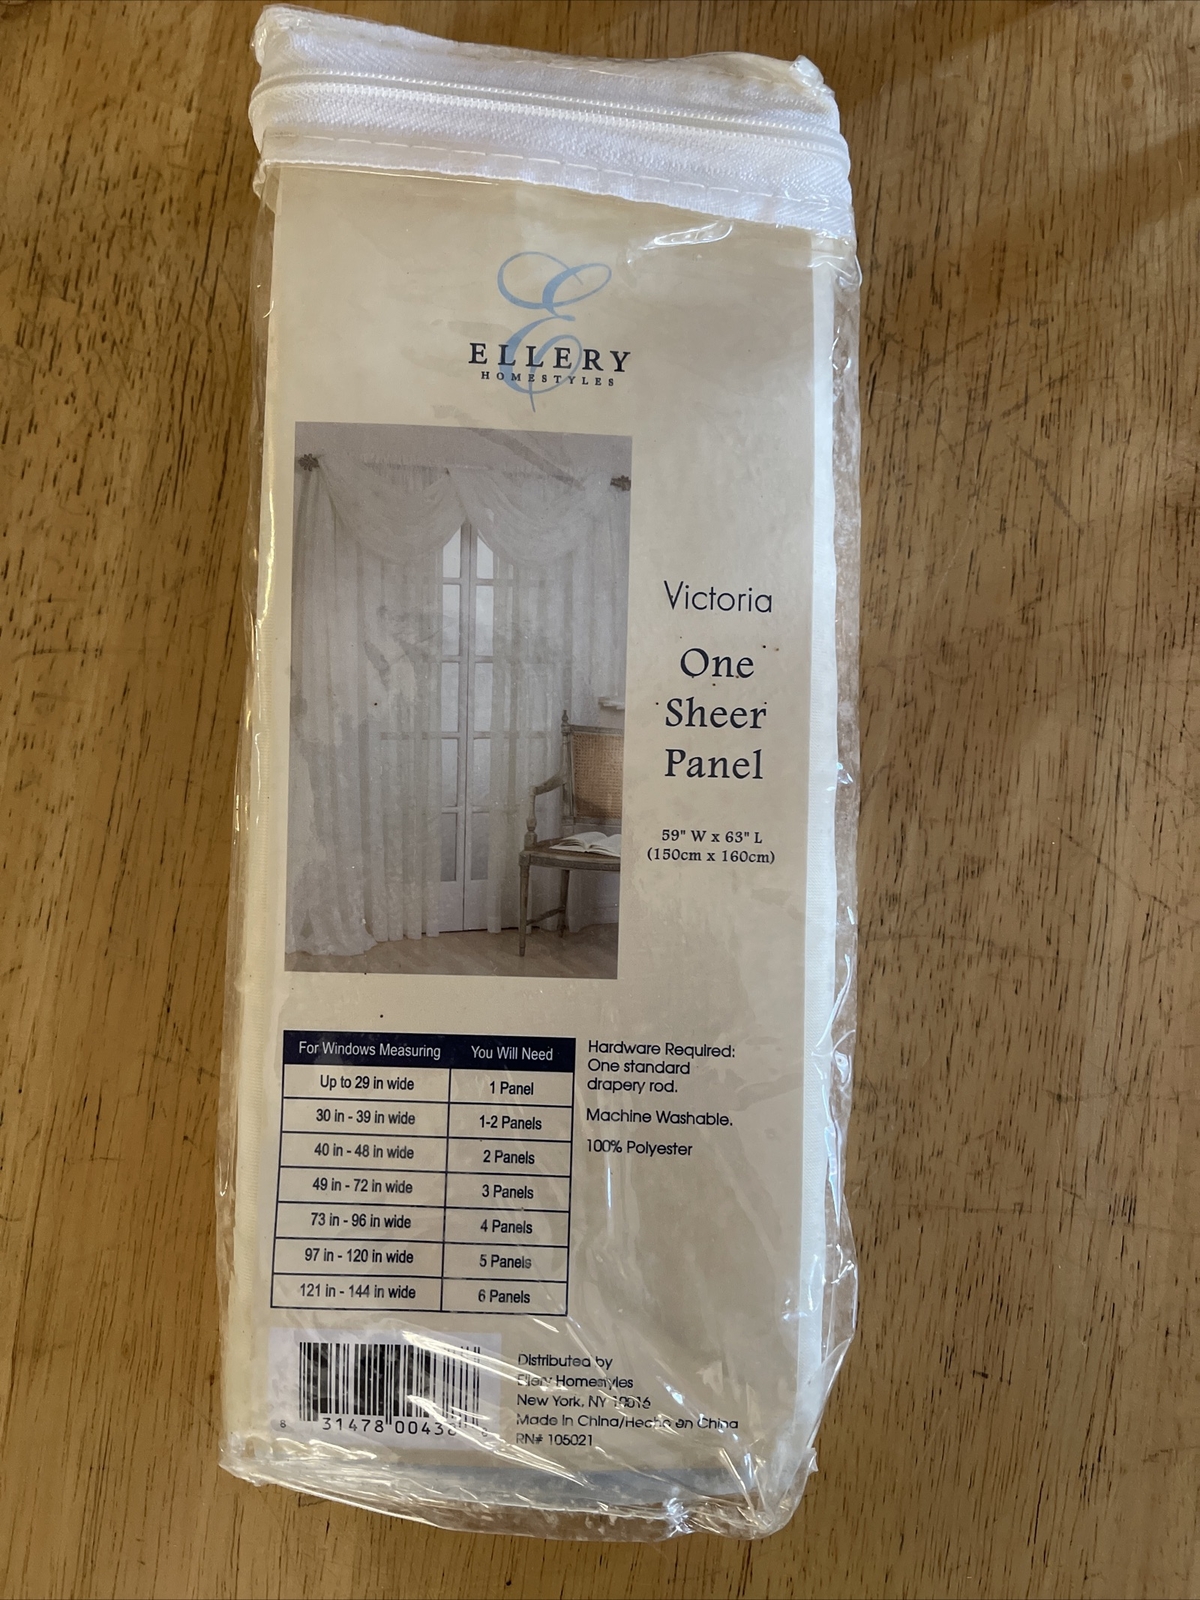 ELLERY
HOMESTYLES
Victoria
One
Sheer
Panel
59" W x 63" L
(150cm x 160cm)
For Windows Measuring You Will Need
Up to 29 in wide 1 Panel
30 in - 39 in wide 1-2 Panels
40 in - 48 in wide 2 Panels
49 in - 72 in wide 3 Panels
73 in - 96 in wide 4 Panels
97 in - 120 in wide 5 Panels
121 in - 144 in wide 6 Panels
Hardware Required:
One standard
drapery rod.
Machine Washable.
100% Polyester
Distributed by
Ellery Homestyles
New York, NY 10016
Made in China/Hecho en China
RN# 105021
6 31478